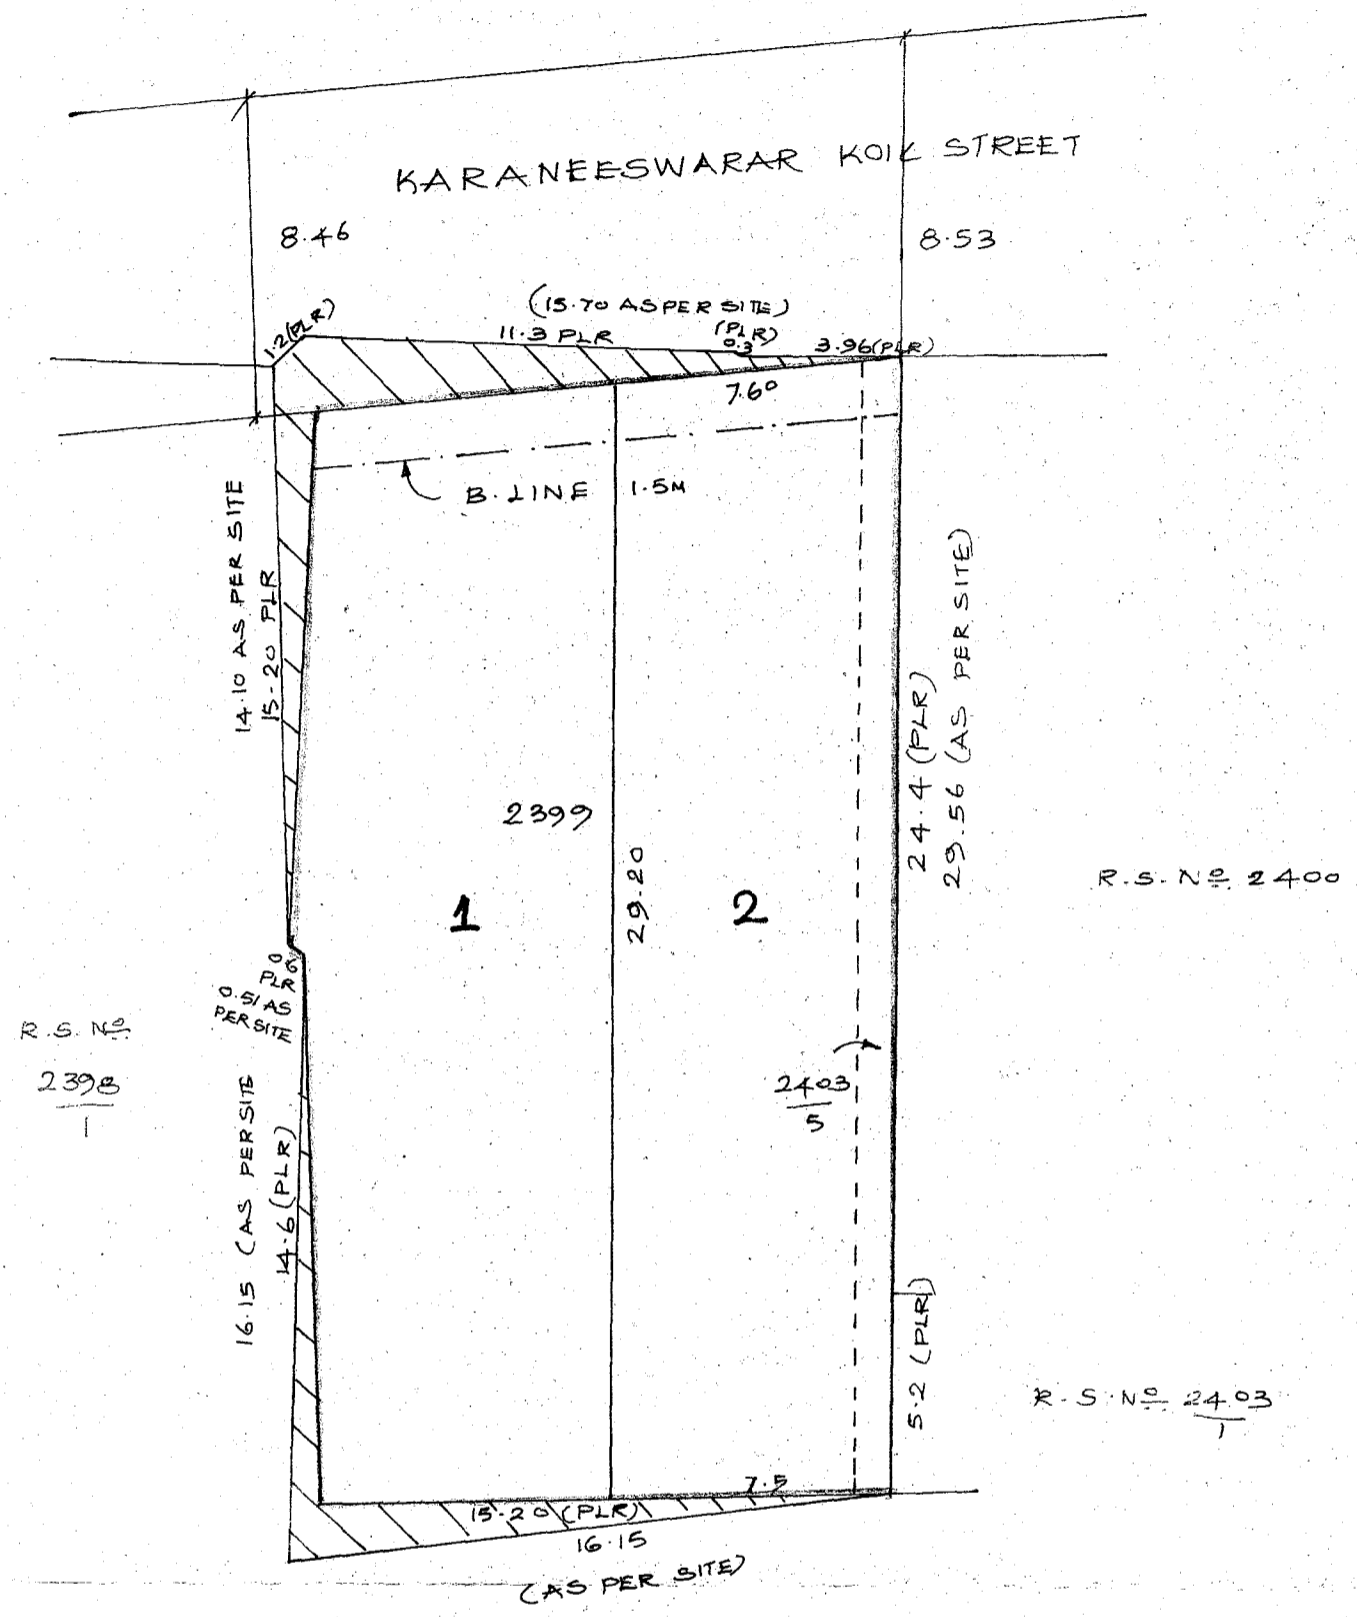 KARANEESWARAR KOIL STREET
8.46
8.53
(15.70 AS PER SITE)
1.2(PLR)
11.3 PLR
(PLR)
0.3
3.96(PLR)
7.60
B.LINE
1.5M
14.10 AS PER SITE
15.20 PLR
24.4 (PLR)
29.56 (AS PER SITE)
2399
29.20
1
2
R.S. Nº 2400
0.6
PLR
0.51 AS
PER SITE
R.S. Nº
2398
1
2403
5
16.15 (AS PER SITE
14.6 (PLR)
5.2 (PLR)
R.S. Nº 2403
1
7.5
15.20 (PLR)
16.15
(AS PER SITE)